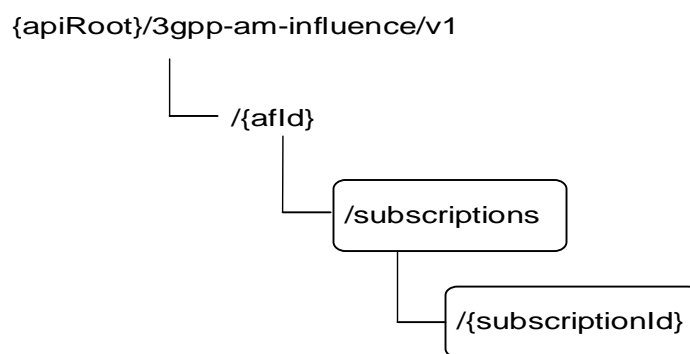 {apiRoot}/3gpp-am-influence/v1
/{afId}
/subscriptions
/{subscriptionId}